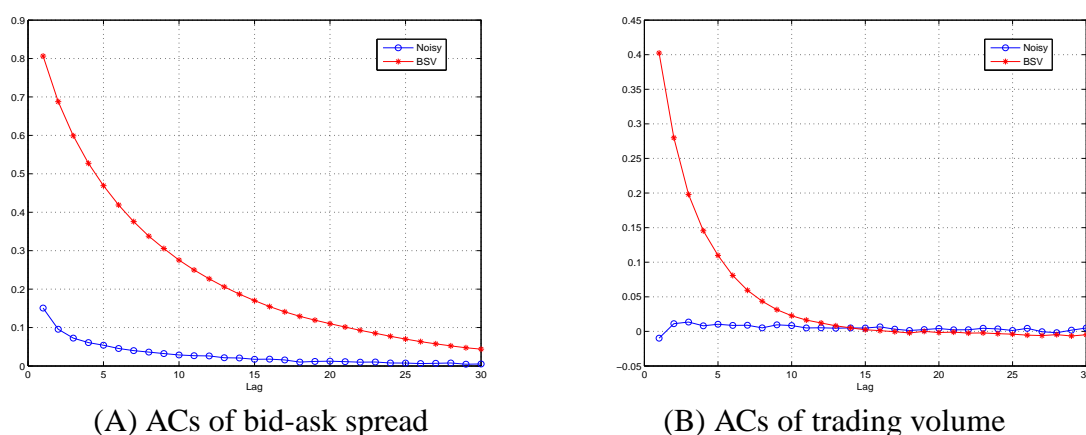 0.9
0.8
0.7
0.6
0.5
0.4
0.3
0.2
0.1
0
0 5 10 15 20 25 30
Lag
Noisy
BSV
(A) ACs of bid-ask spread
0.45
0.4
0.35
0.3
0.25
0.2
0.15
0.1
0.05
0
−0.05
0 5 10 15 20 25 30
Lag
Noisy
BSV
(B) ACs of trading volume